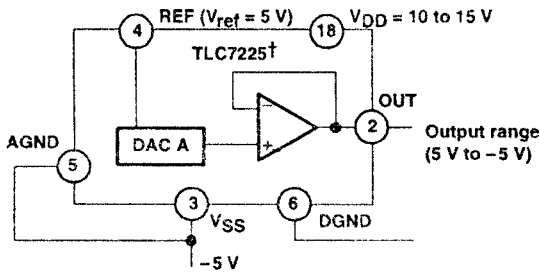 4
REF (Vref = 5 V)
18
VDD = 10 to 15 V
TLC7225†
−
+
DAC A
OUT
2
Output range
(5 V to −5 V)
AGND
5
3
VSS
6
DGND
−5 V